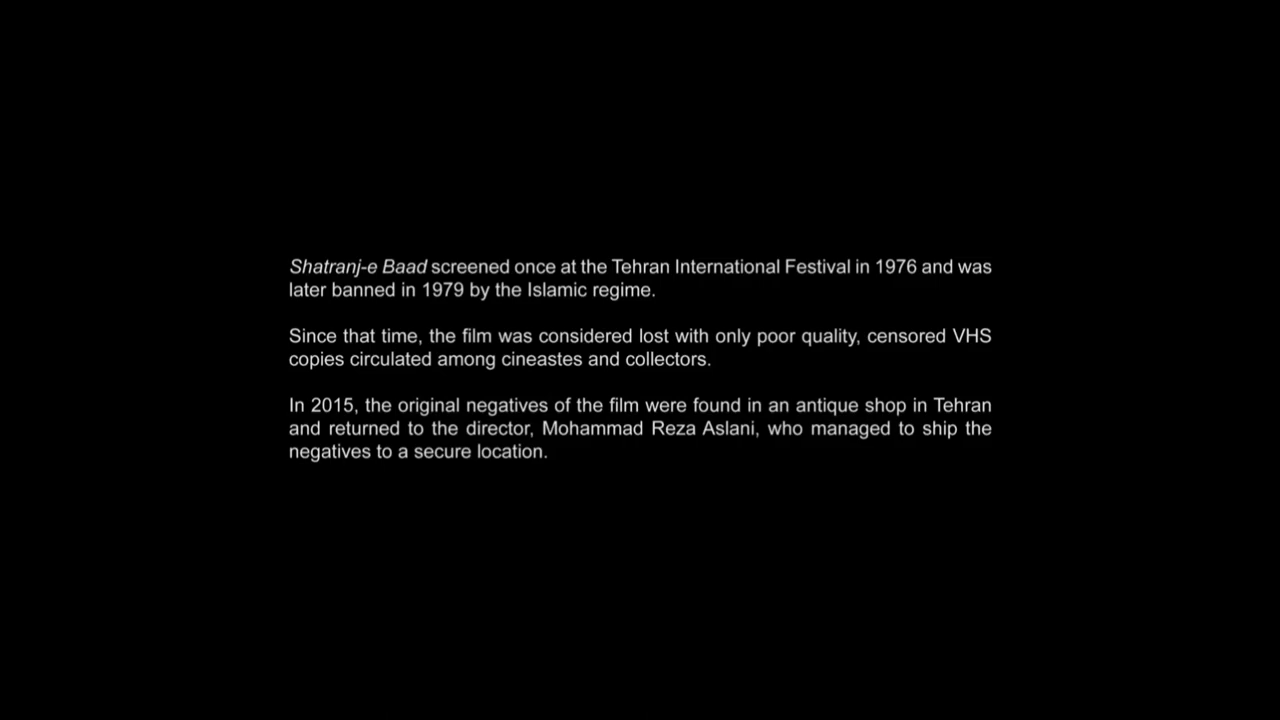 Shatranj-e Baad screened once at the Tehran International Festival in 1976 and was
later banned in 1979 by the Islamic regime.
Since that time, the film was considered lost with only poor quality, censored VHS
copies circulated among cineastes and collectors.
In 2015, the original negatives of the film were found in an antique shop in Tehran
and returned to the director, Mohammad Reza Aslani, who managed to ship the
negatives to a secure location.